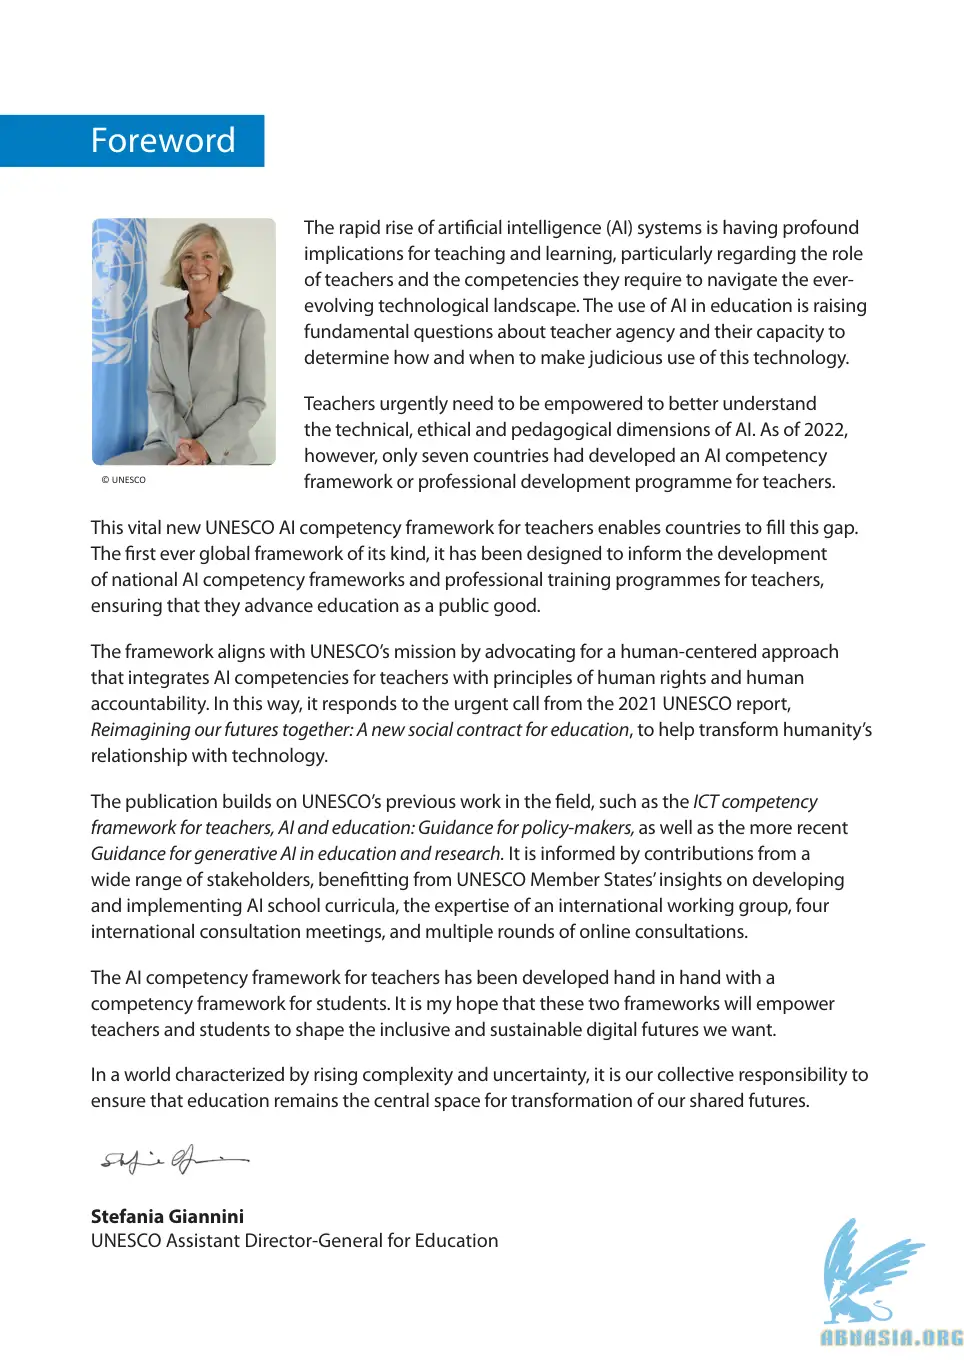 Foreword
The rapid rise of artificial intelligence (AI) systems is having profound
implications for teaching and learning, particularly regarding the role
of teachers and the competencies they require to navigate the ever-
evolving technological landscape. The use of AI in education is raising
fundamental questions about teacher agency and their capacity to
determine how and when to make judicious use of this technology.
Teachers urgently need to be empowered to better understand
the technical, ethical and pedagogical dimensions of AI. As of 2022,
however, only seven countries had developed an AI competency
framework or professional development programme for teachers.
© UNESCO
This vital new UNESCO AI competency framework for teachers enables countries to fill this gap.
The first ever global framework of its kind, it has been designed to inform the development
of national AI competency frameworks and professional training programmes for teachers,
ensuring that they advance education as a public good.
The framework aligns with UNESCO's mission by advocating for a human-centered approach
that integrates AI competencies for teachers with principles of human rights and human
accountability. In this way, it responds to the urgent call from the 2021 UNESCO report,
Reimagining our futures together: A new social contract for education, to help transform humanity's
relationship with technology.
The publication builds on UNESCO's previous work in the field, such as the ICT competency
framework for teachers, AI and education: Guidance for policy-makers, as well as the more recent
Guidance for generative AI in education and research. It is informed by contributions from a
wide range of stakeholders, benefitting from UNESCO Member States' insights on developing
and implementing AI school curricula, the expertise of an international working group, four
international consultation meetings, and multiple rounds of online consultations.
The AI competency framework for teachers has been developed hand in hand with a
competency framework for students. It is my hope that these two frameworks will empower
teachers and students to shape the inclusive and sustainable digital futures we want.
In a world characterized by rising complexity and uncertainty, it is our collective responsibility to
ensure that education remains the central space for transformation of our shared futures.
Stefania Giannini
UNESCO Assistant Director-General for Education
ABNASIA.ORG